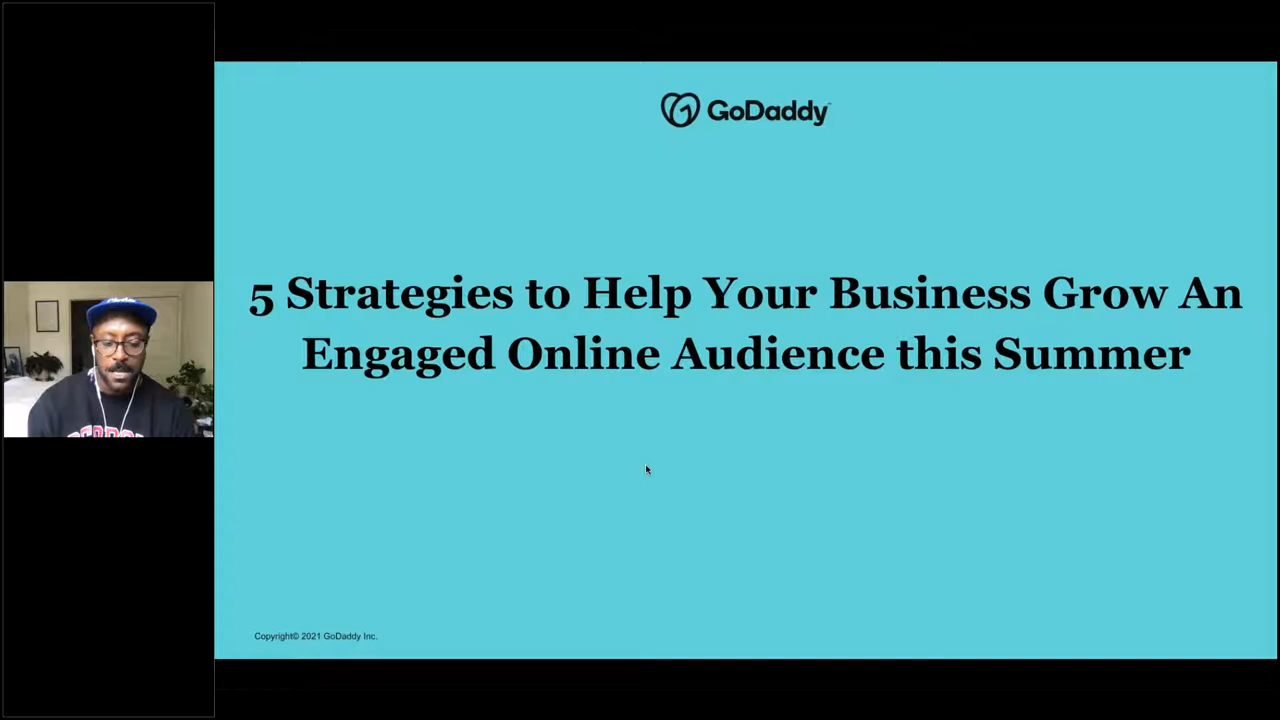 GoDaddy
5 Strategies to Help Your Business Grow An
Engaged Online Audience this Summer
Copyright© 2021 GoDaddy Inc.